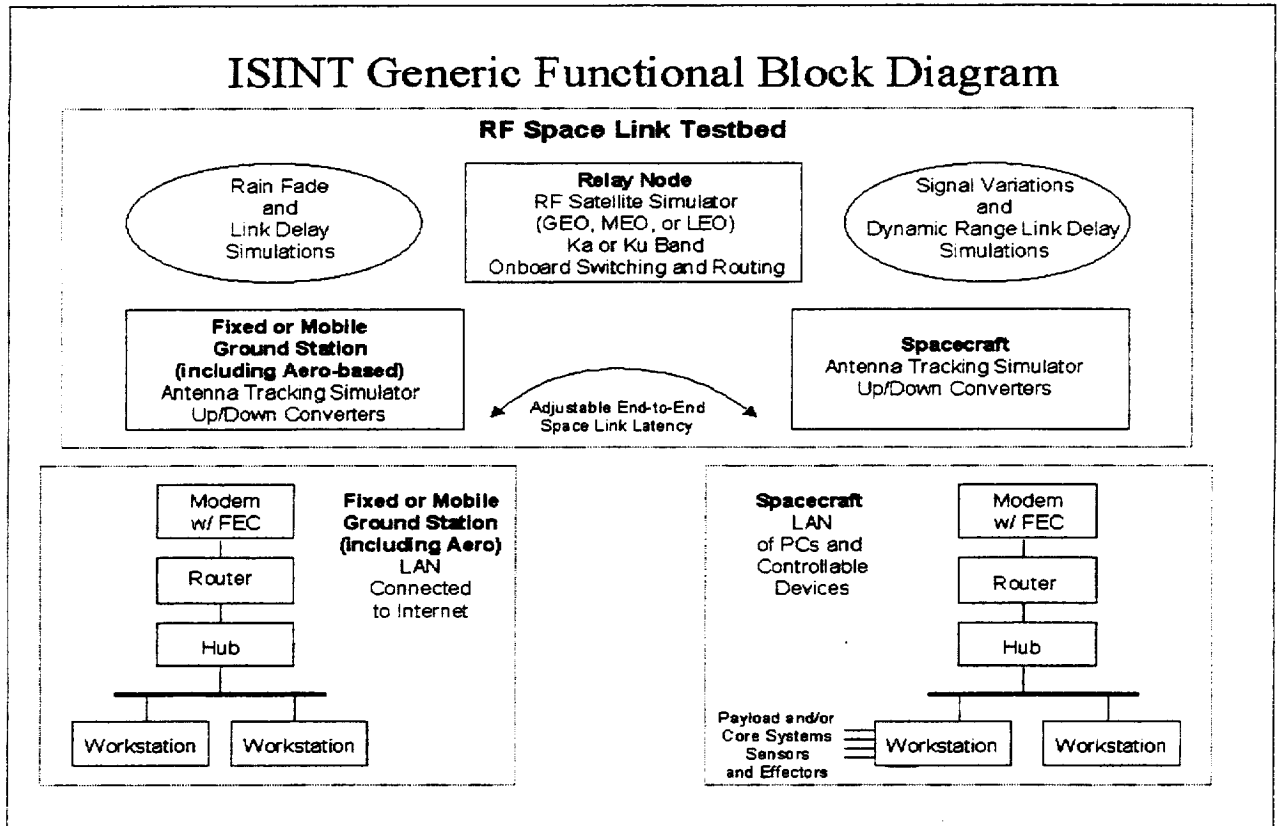 ISINT Generic Functional Block Diagram
RF Space Link Testbed
Rain Fade
and
Link Delay
Simulations
Relay Node
RF Satellite Simulator
(GEO, MEO, or LEO)
Ka or Ku Band
Onboard Switching and Routing
Signal Variations
and
Dynamic Range Link Delay
Simulations
Fixed or Mobile
Ground Station
(including Aero-based)
Antenna Tracking Simulator
Up/Down Converters
Adjustable End-to-End
Space Link Latency
Spacecraft
Antenna Tracking Simulator
Up/Down Converters
Modem
w/ FEC
Router
Hub
Workstation
Workstation
Fixed or Mobile
Ground Station
(including Aero)
LAN
Connected
to Internet
Spacecraft
LAN
of PCs and
Controllable
Devices
Modem
w/ FEC
Router
Hub
Payload and/or
Core Systems
Sensors
and Effectors
Workstation
Workstation